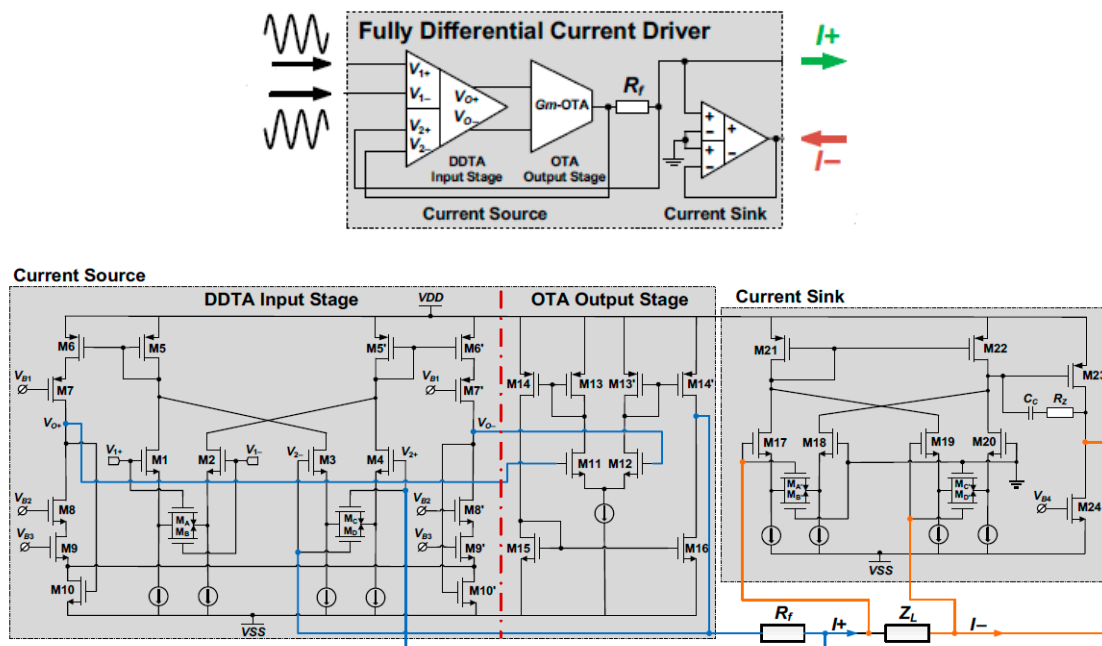 Fully Differential Current Driver
I+
V1+
V1−
V2+
V2−
VO+
VO−
Gm-OTA
Rf
+
−
+
−
+
−
DDTA
Input Stage
OTA
Output Stage
Current Source
Current Sink
I−
Current Source
DDTA Input Stage
VDD
OTA Output Stage
Current Sink
M6
M5
M5'
M6'
VB1
M7
VB1
M7'
M14
M13
M13'
M14'
M21
M22
M23
CC
RZ
VO+
VO−
V1+
M1
M2
V1−
V2−
M3
M4
V2+
M11
M12
M17
M18
M19
M20
VB2
M8
MA
MB
MC
MD
VB2
M8'
MA'
MB'
MC'
MD'
VB4
M24
VB3
M9
VB3
M9'
M15
M16
M10
M10'
VSS
VSS
Rf
I+
ZL
I−